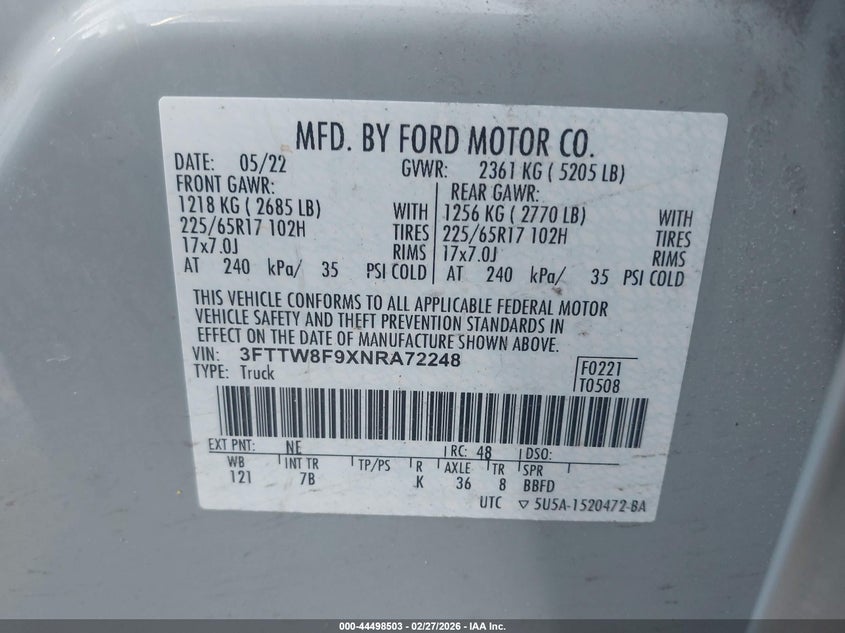 MFD. BY FORD MOTOR CO.
DATE: 05/22 GVWR: 2361 KG ( 5205 LB)
FRONT GAWR: REAR GAWR:
1218 KG ( 2685 LB) WITH 1256 KG ( 2770 LB) WITH
225/65R17 102H TIRES 225/65R17 102H TIRES
17x7.0J RIMS 17x7.0J RIMS
AT 240 kPa/ 35 PSI COLD AT 240 kPa/ 35 PSI COLD
THIS VEHICLE CONFORMS TO ALL APPLICABLE FEDERAL MOTOR
VEHICLE SAFETY AND THEFT PREVENTION STANDARDS IN
EFFECT ON THE DATE OF MANUFACTURE SHOWN ABOVE.
VIN: 3FTTW8F9XNRA72248 F0221
TYPE: Truck T0508
EXT PNT: NE RC: 48 DSO:
WB INT TR TP/PS R AXLE TR SPR
121 7B K 36 8 BBFD
UTC ▽ 5U5A-1520472-BA
000-44498503 - 02/27/2026 - IAA Inc.